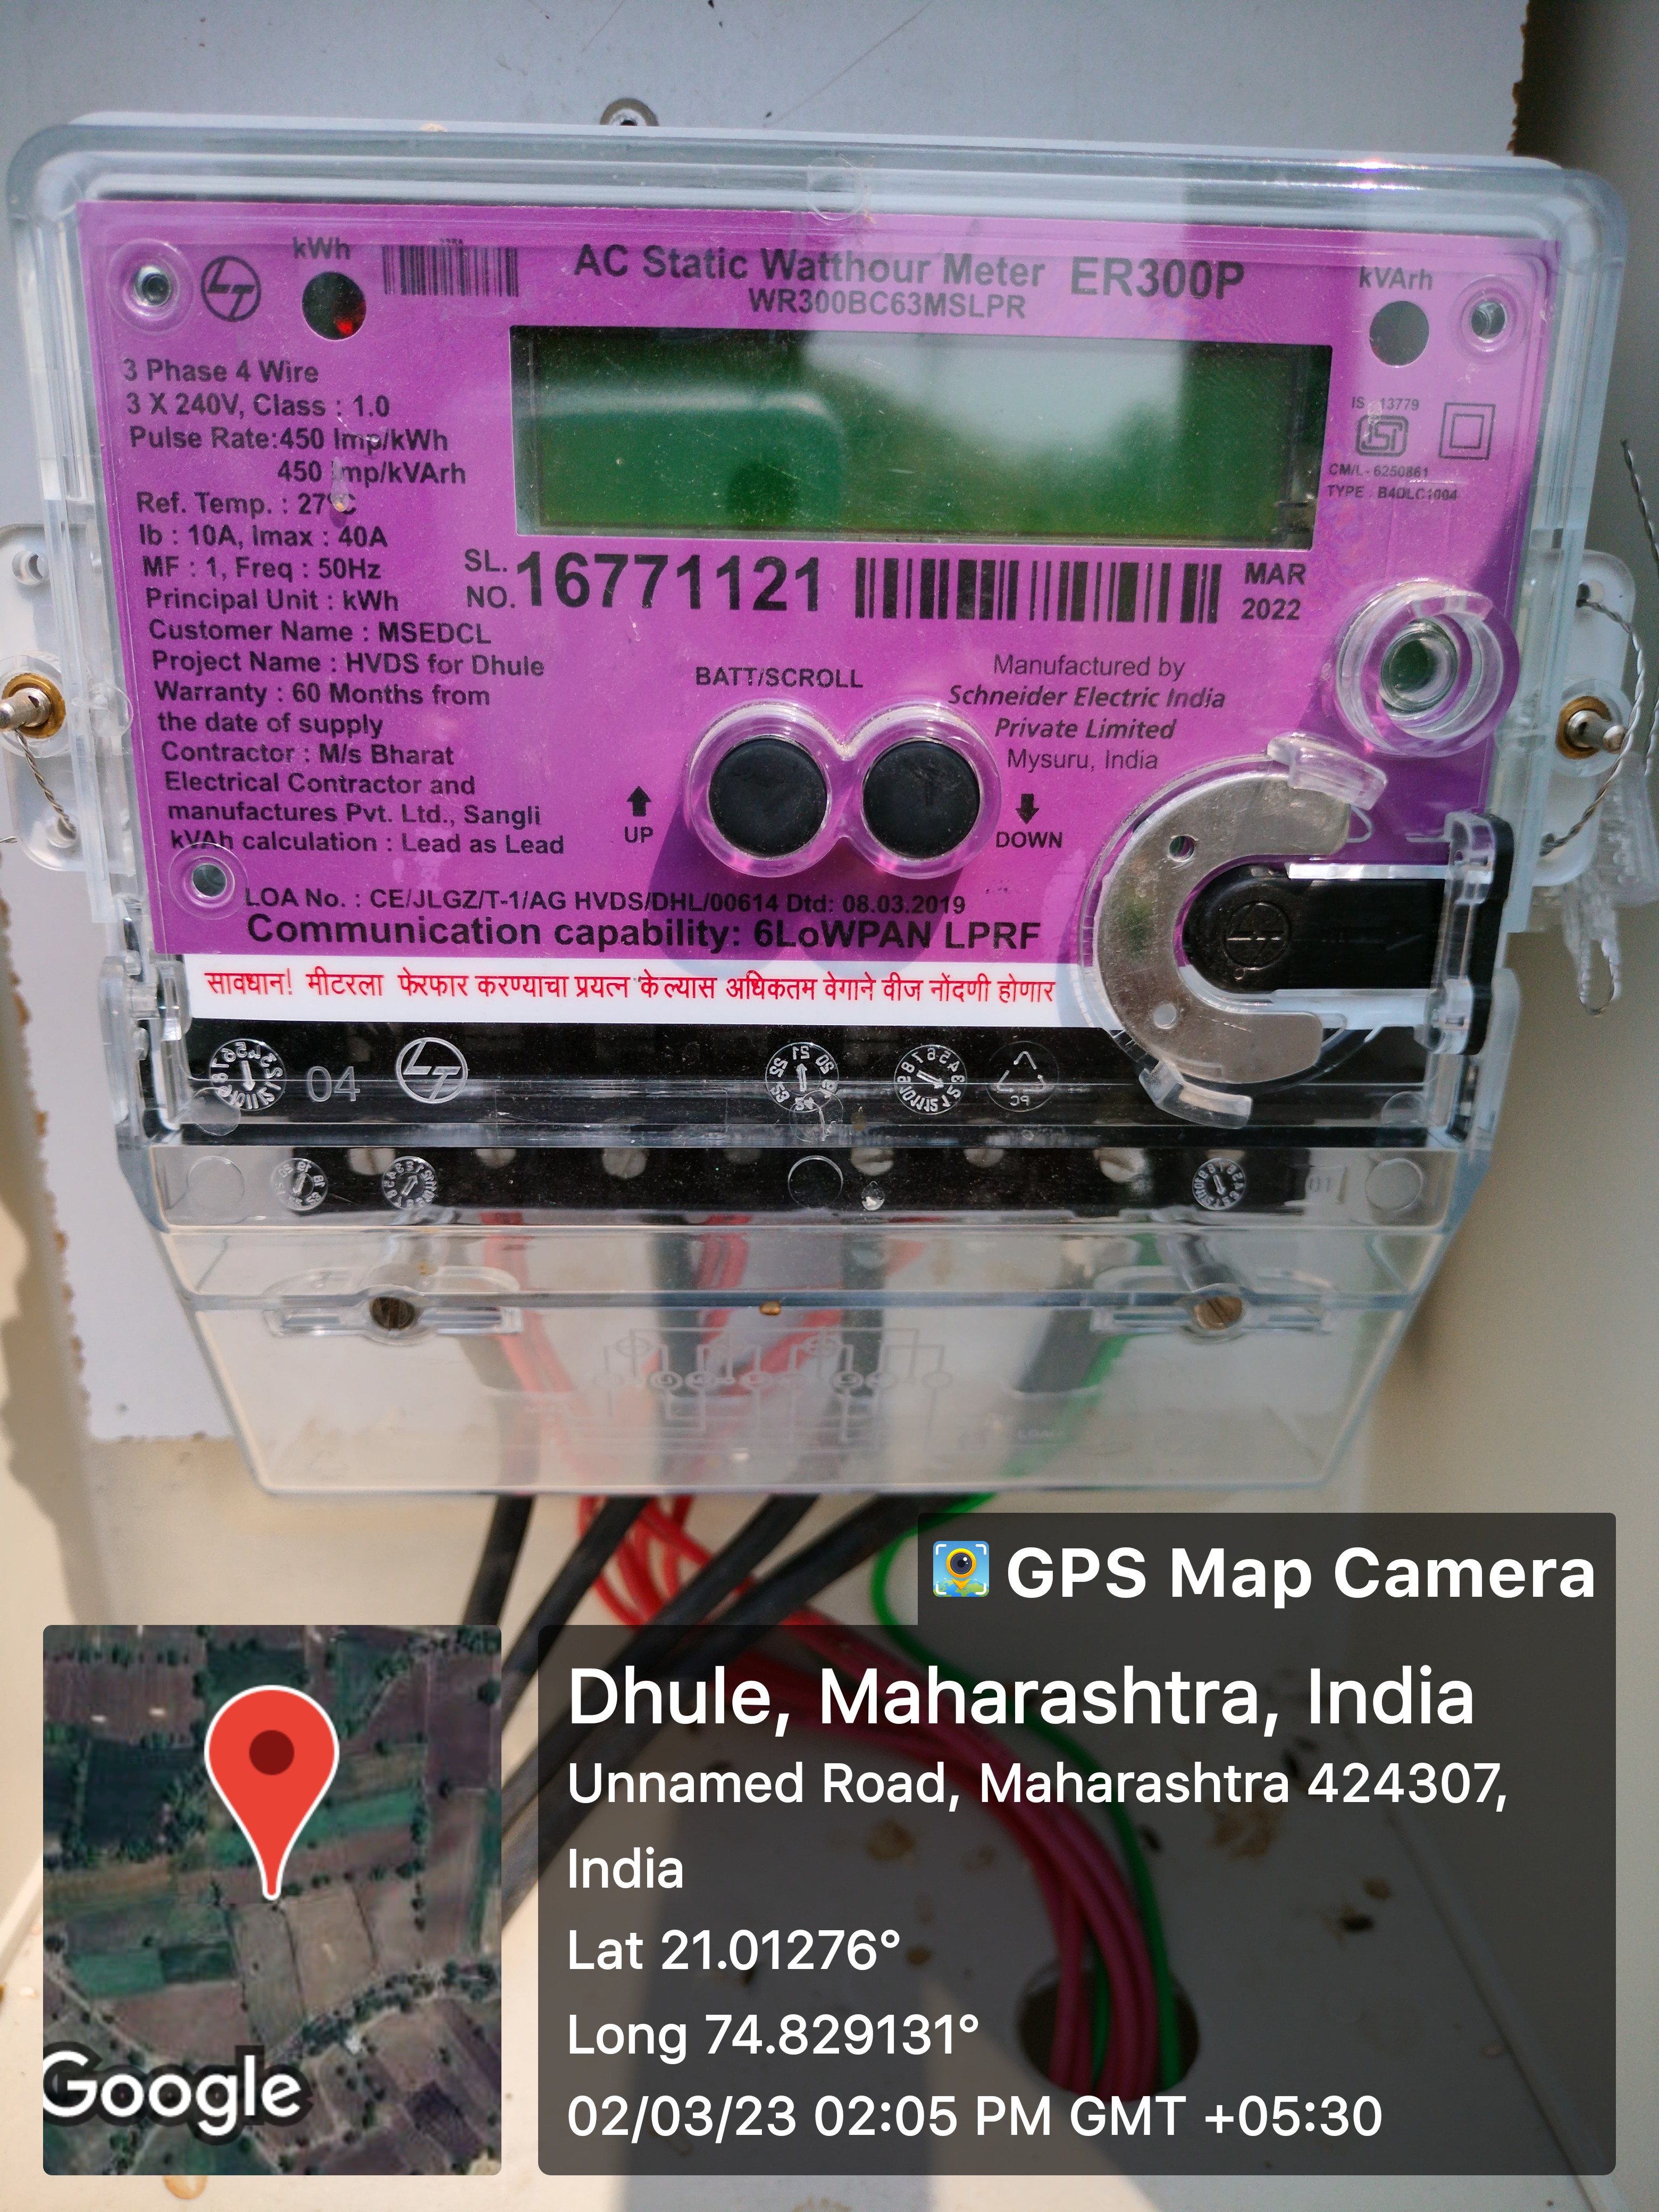 kWh
AC Static Watthour Meter ER300P
WR300BC63MSLPR
kVArh
LT
3 Phase 4 Wire
3 X 240V, Class : 1.0
Pulse Rate:450 Imp/kWh
450 Imp/kVArh
Ref. Temp. : 27°C
Ib : 10A, Imax : 40A
MF : 1, Freq : 50Hz
Principal Unit : kWh
Customer Name : MSEDCL
Project Name : HVDS for Dhule
Warranty : 60 Months from
the date of supply
Contractor : M/s Bharat
Electrical Contractor and
manufactures Pvt. Ltd., Sangli
kVAh calculation : Lead as Lead
IS 13779
CM/L- 6250861
SL.
NO. 16771121
MAR
2022
BATT/SCROLL
UP
DOWN
Manufactured by
Schneider Electric India
Private Limited
Mysuru, India
LOA No. : CE/JLGZ/T-1/AG HVDS/DHL/00614 Dtd: 08.03.2019
Communication capability: 6LoWPAN LPRF
सावधान! मीटरला फेरफार करण्याचा प्रयत्न केल्यास अधिकतम वेगाने वीज नोंदणी होणार
04
LT
GPS Map Camera
Dhule, Maharashtra, India
Unnamed Road, Maharashtra 424307,
India
Lat 21.01276°
Long 74.829131°
02/03/23 02:05 PM GMT +05:30
Google